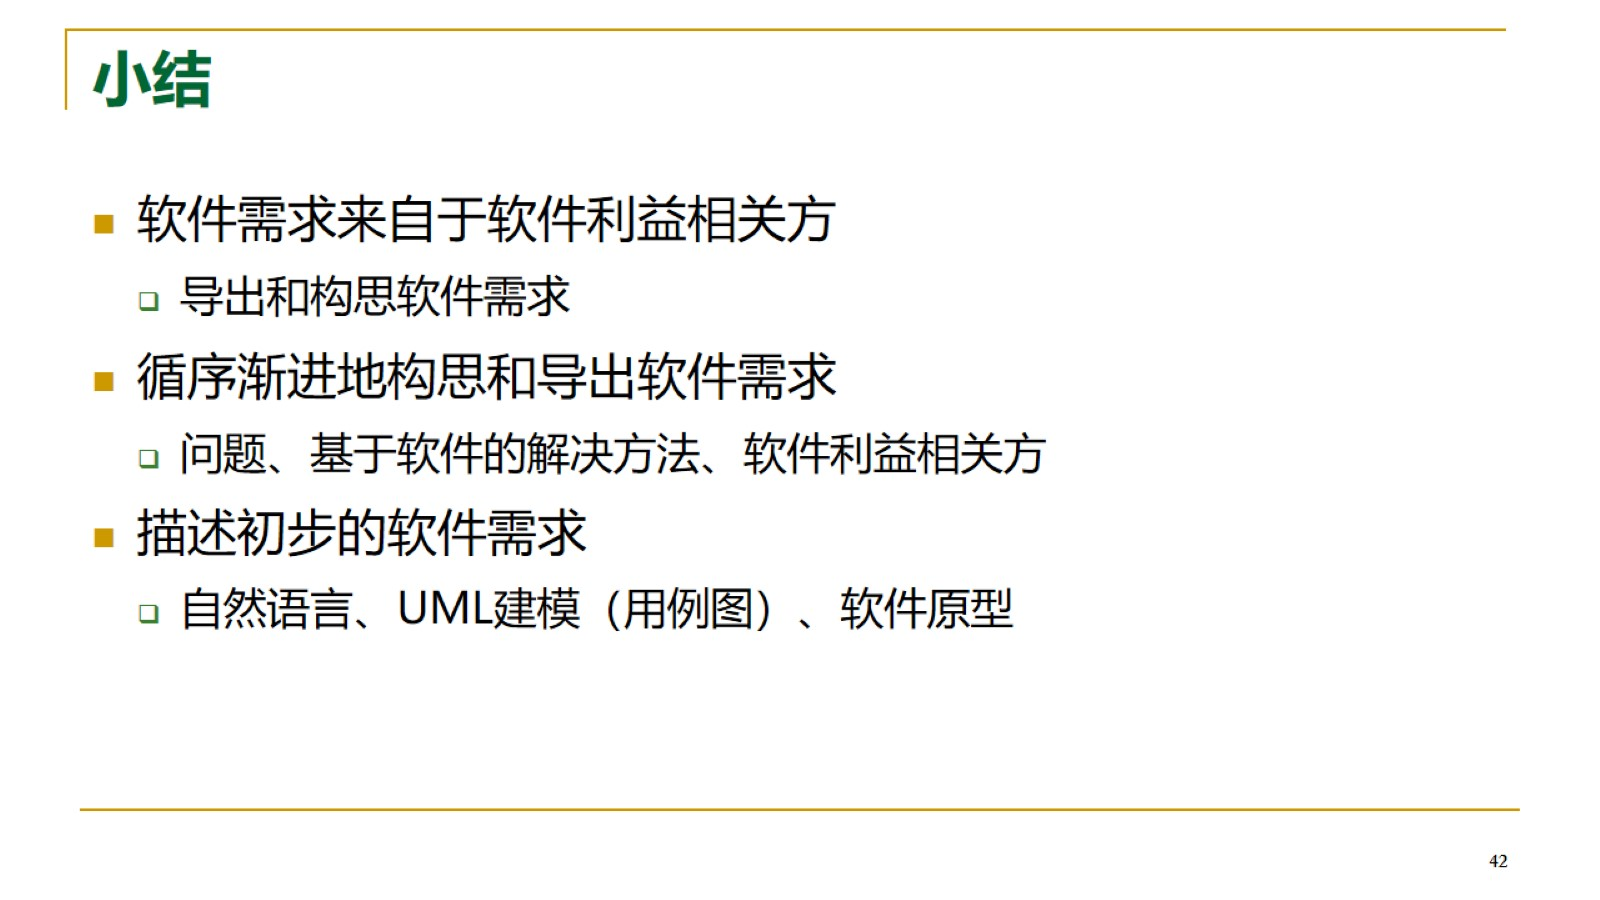 小结
软件需求来自于软件利益相关方
导出和构思软件需求
循序渐进地构思和导出软件需求
问题、基于软件的解决方法、软件利益相关方
描述初步的软件需求
自然语言、UML建模（用例图）、软件原型
42